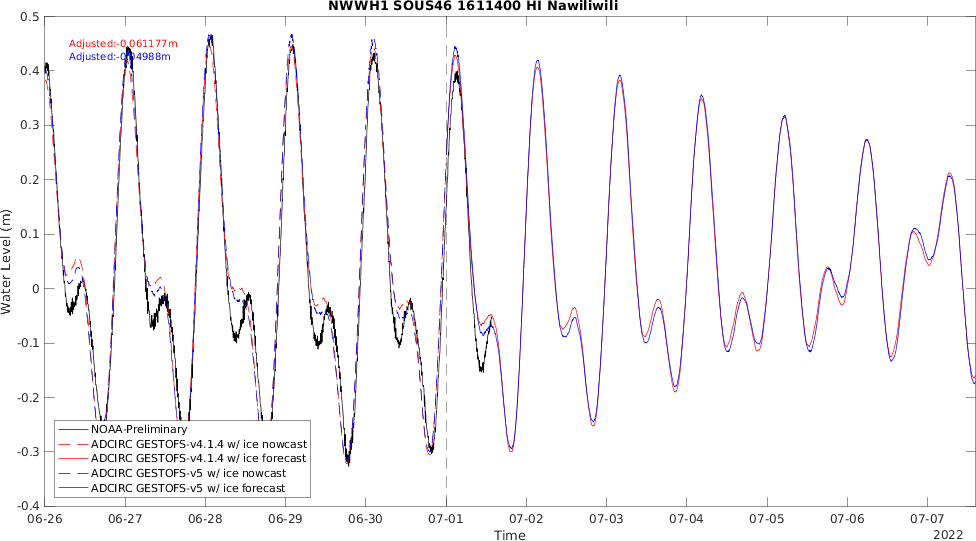 NWWH1 SOUS46 1611400 HI Nawiliwili
0.5
Adjusted:-0.061177m
Adjusted:-0.04988m
0.4
0.3
0.2
0.1
0
-0.1
-0.2
-0.3
-0.4
Water Level (m)
NOAA-Preliminary
ADCIRC GESTOFS-v4.1.4 w/ ice nowcast
ADCIRC GESTOFS-v4.1.4 w/ ice forecast
ADCIRC GESTOFS-v5 w/ ice nowcast
ADCIRC GESTOFS-v5 w/ ice forecast
06-26 06-27 06-28 06-29 06-30 07-01 07-02 07-03 07-04 07-05 07-06 07-07
Time
2022